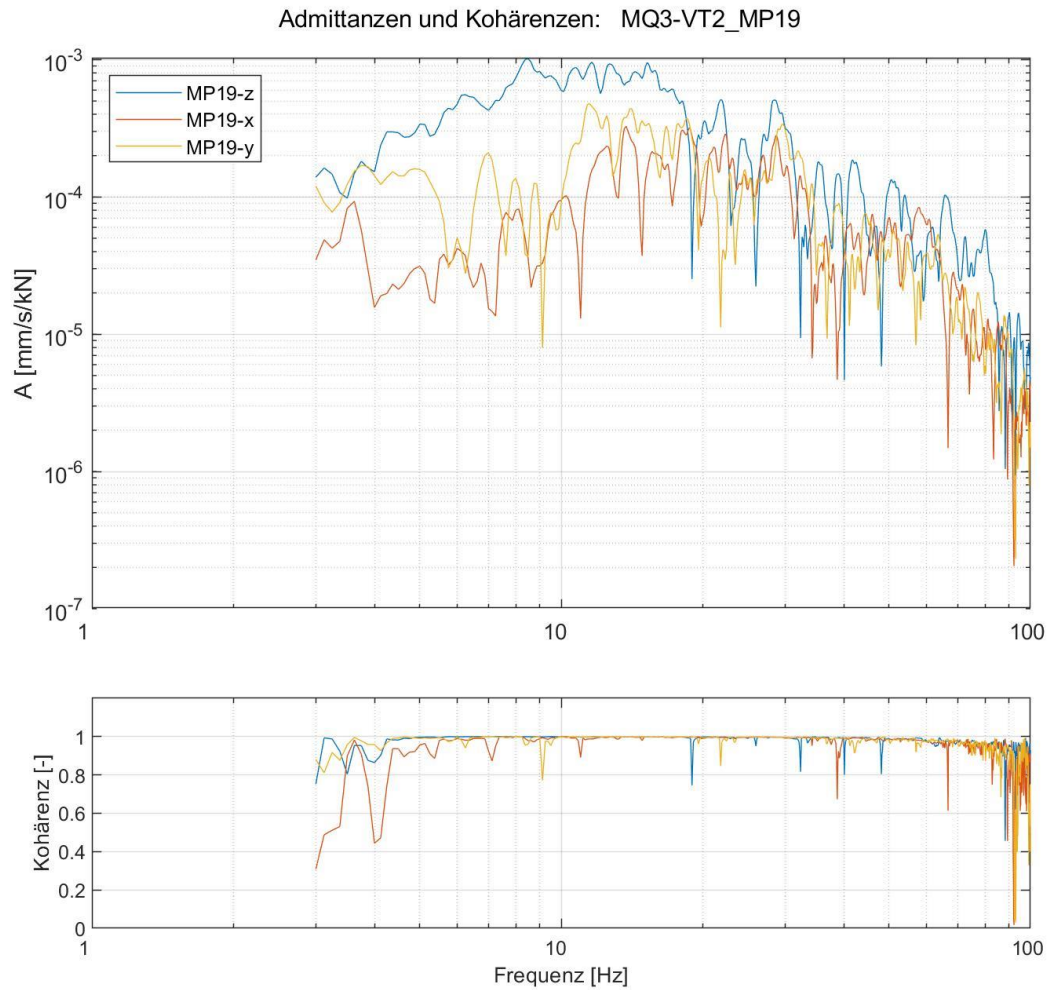 Admittanzen und Kohärenzen: MQ3-VT2_MP19
10-3
MP19-z
MP19-x
MP19-y
10-4
10-5
10-6
10-7
A [mm/s/kN]
1 10 100
1
0.8
0.6
0.4
0.2
0
Kohärenz [-]
1 10 100
Frequenz [Hz]